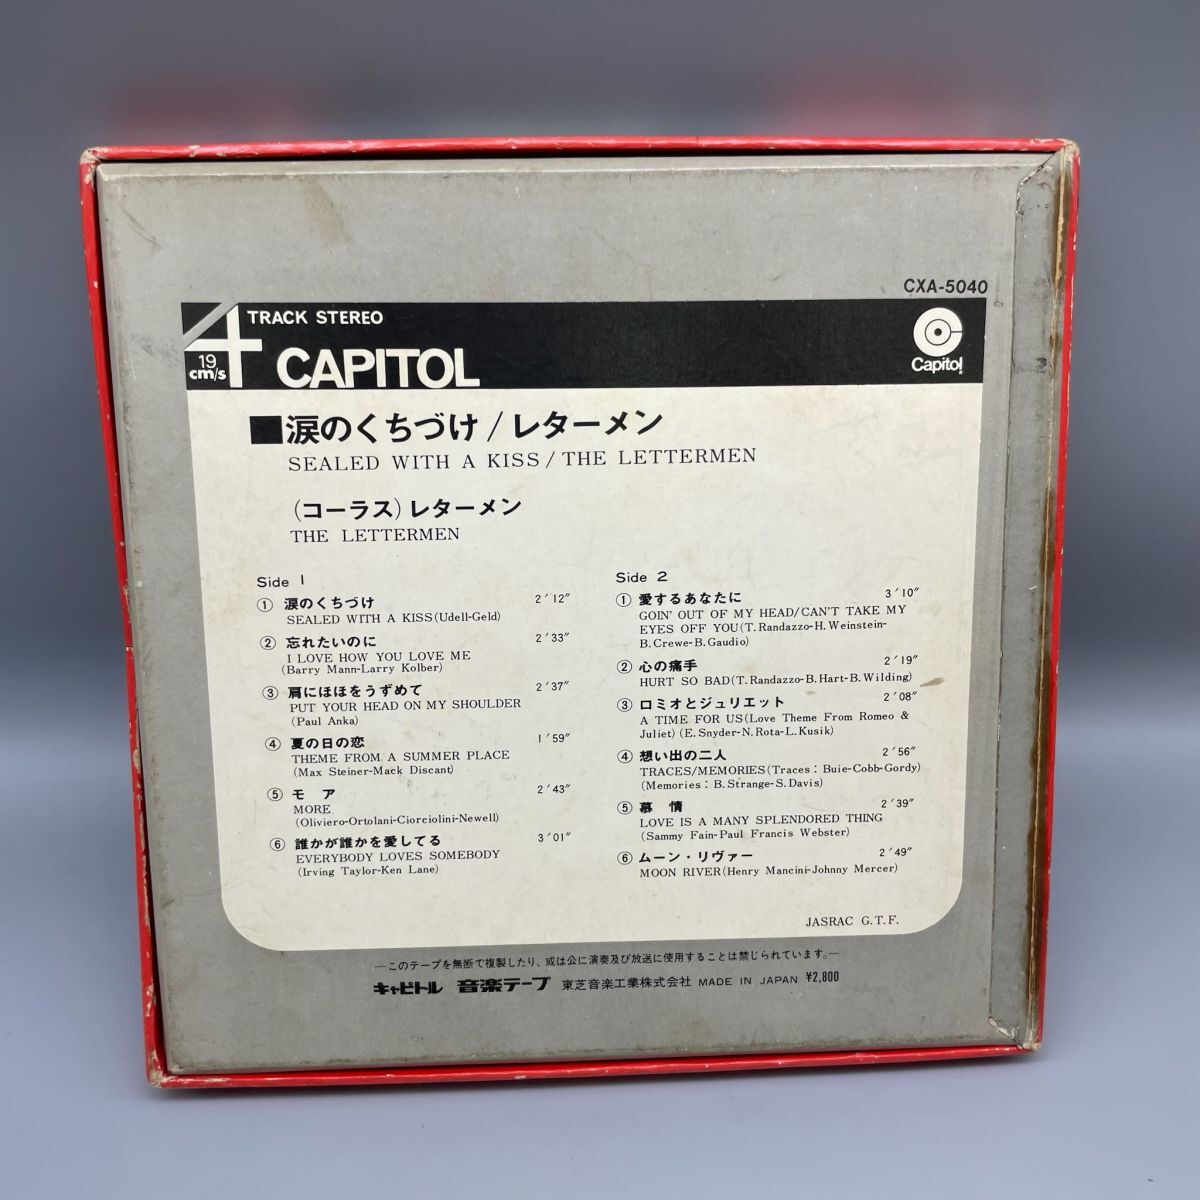 CXA-5040
4 TRACK STEREO
19 cm/s
CAPITOL
Capitol
■涙のくちづけ/レターメン
SEALED WITH A KISS/THE LETTERMEN
(コーラス)レターメン
THE LETTERMEN
Side 1
① 涙のくちづけ 2′12″
SEALED WITH A KISS(Udell-Geld)
② 忘れたいのに 2′33″
I LOVE HOW YOU LOVE ME
(Barry Mann-Larry Kolber)
③ 肩にほほをうずめて 2′37″
PUT YOUR HEAD ON MY SHOULDER
(Paul Anka)
④ 夏の日の恋 1′59″
THEME FROM A SUMMER PLACE
(Max Steiner-Mack Discant)
⑤ モア 2′43″
MORE
(Oliviero-Ortolani-Ciorciolini-Newell)
⑥ 誰かが誰かを愛してる 3′01″
EVERYBODY LOVES SOMEBODY
(Irving Taylor-Ken Lane)
Side 2
① 愛するあなたに 3′10″
GOIN' OUT OF MY HEAD/CAN'T TAKE MY
EYES OFF YOU(T. Randazzo-H. Weinstein-
B. Crewe-B. Gaudio)
② 心の痛手 2′19″
HURT SO BAD(T. Randazzo-B. Hart-B. Wilding)
③ ロミオとジュリエット 2′08″
A TIME FOR US(Love Theme From Romeo &
Juliet) (E. Snyder-N. Rota-L. Kusik)
④ 想い出の二人 2′56″
TRACES/MEMORIES(Traces: Buie-Cobb-Gordy)
(Memories: B. Strange-S. Davis)
⑤ 慕情 2′39″
LOVE IS A MANY SPLENDORED THING
(Sammy Fain-Paul Francis Webster)
⑥ ムーン・リヴァー 2′49″
MOON RIVER(Henry Mancini-Johnny Mercer)
JASRAC G.T.F.
—このテープを無断で複製したり、或は公に演奏及び放送に使用することは禁じられています。—
キャピトル 音楽テープ 東芝音楽工業株式会社 MADE IN JAPAN ¥2,800